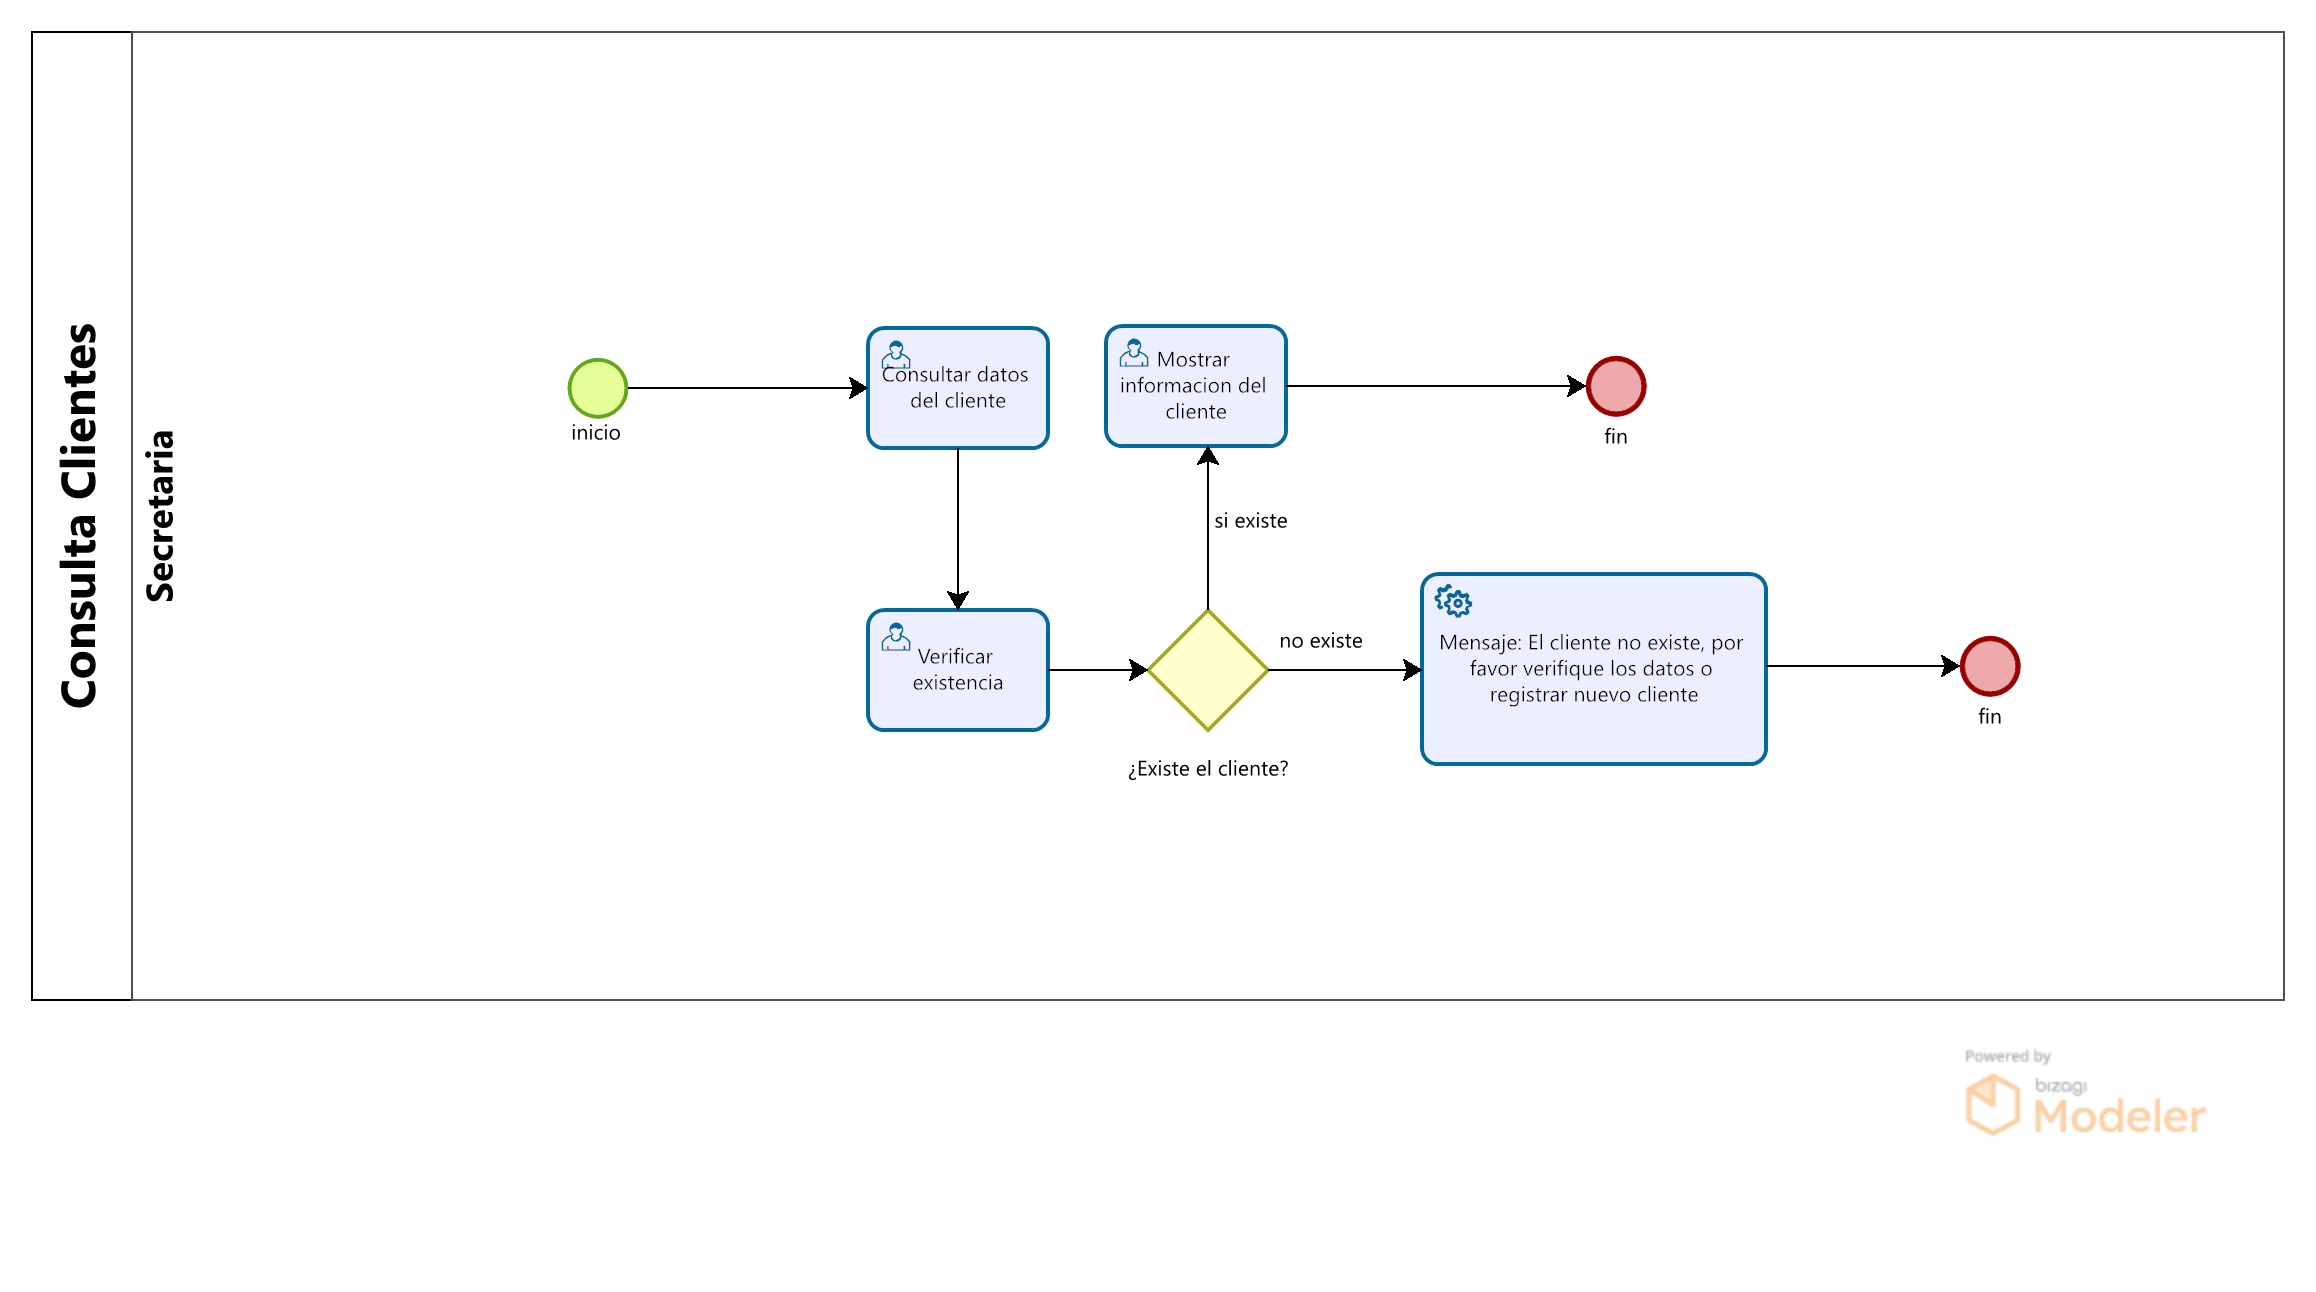 Consulta Clientes
Secretaria
inicio
Consultar datos
del cliente
Mostrar
informacion del
cliente
fin
si existe
Verificar
existencia
¿Existe el cliente?
no existe
Mensaje: El cliente no existe, por
favor verifique los datos o
registrar nuevo cliente
fin
Powered by
bizagi
Modeler